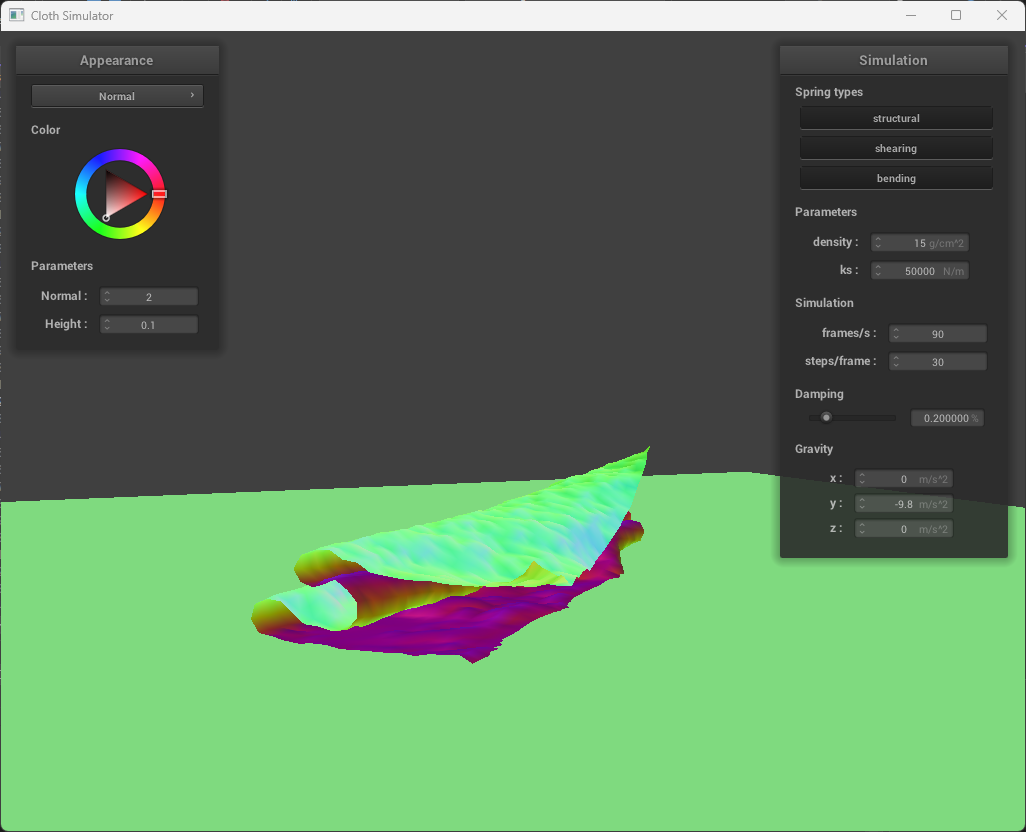 Cloth Simulator
Appearance
Normal
Color
Parameters
Normal : 2
Height : 0.1
Simulation
Spring types
structural
shearing
bending
Parameters
density : 15 g/cm^2
ks : 50000 N/m
Simulation
frames/s : 90
steps/frame : 30
Damping
0.200000 %
Gravity
x : 0 m/s^2
y : -9.8 m/s^2
z : 0 m/s^2